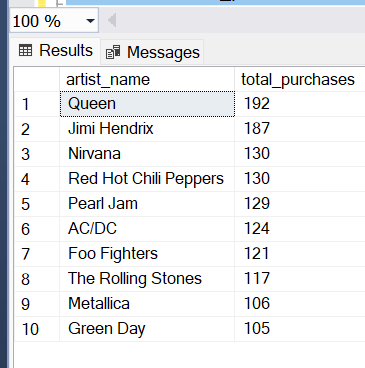 100 %
Results Messages
artist_name total_purchases
1 Queen 192
2 Jimi Hendrix 187
3 Nirvana 130
4 Red Hot Chili Peppers 130
5 Pearl Jam 129
6 AC/DC 124
7 Foo Fighters 121
8 The Rolling Stones 117
9 Metallica 106
10 Green Day 105